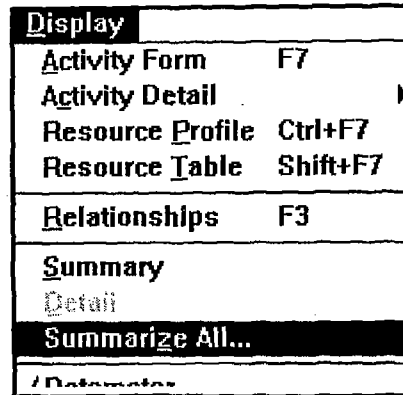 Display
Activity Form F7
Activity Detail
Resource Profile Ctrl+F7
Resource Table Shift+F7
Relationships F3
Summary
Detail
Summarize All...